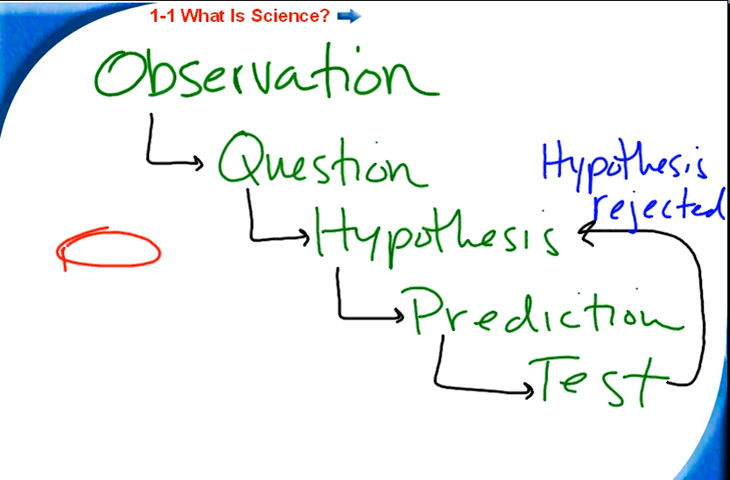 1-1 What Is Science?
Observation
Question
Hypothesis
rejected
Hypothesis
Prediction
Test